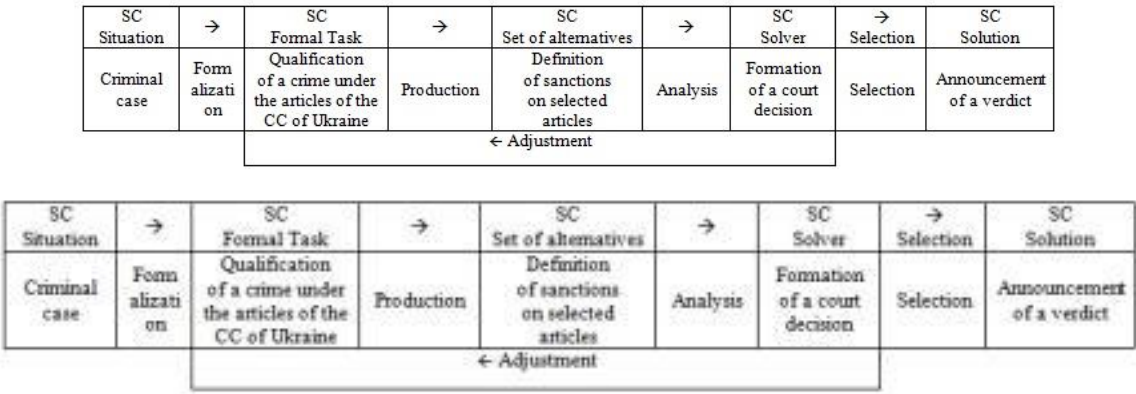 SC
Situation
→
SC
Formal Task
→
SC
Set of alternatives
→
SC
Solver
→
Selection
SC
Solution
Criminal
case
Form
alizati
on
Qualification
of a crime under
the articles of the
CC of Ukraine
Production
Definition
of sanctions
on selected
articles
Analysis
Formation
of a court
decision
Selection
Announcement
of a verdict
← Adjustment
SC
Situation
→
SC
Formal Task
→
SC
Set of alternatives
→
SC
Solver
→
Selection
SC
Solution
Criminal
case
Form
alizati
on
Qualification
of a crime under
the articles of the
CC of Ukraine
Production
Definition
of sanctions
on selected
articles
Analysis
Formation
of a court
decision
Selection
Announcement
of a verdict
← Adjustment